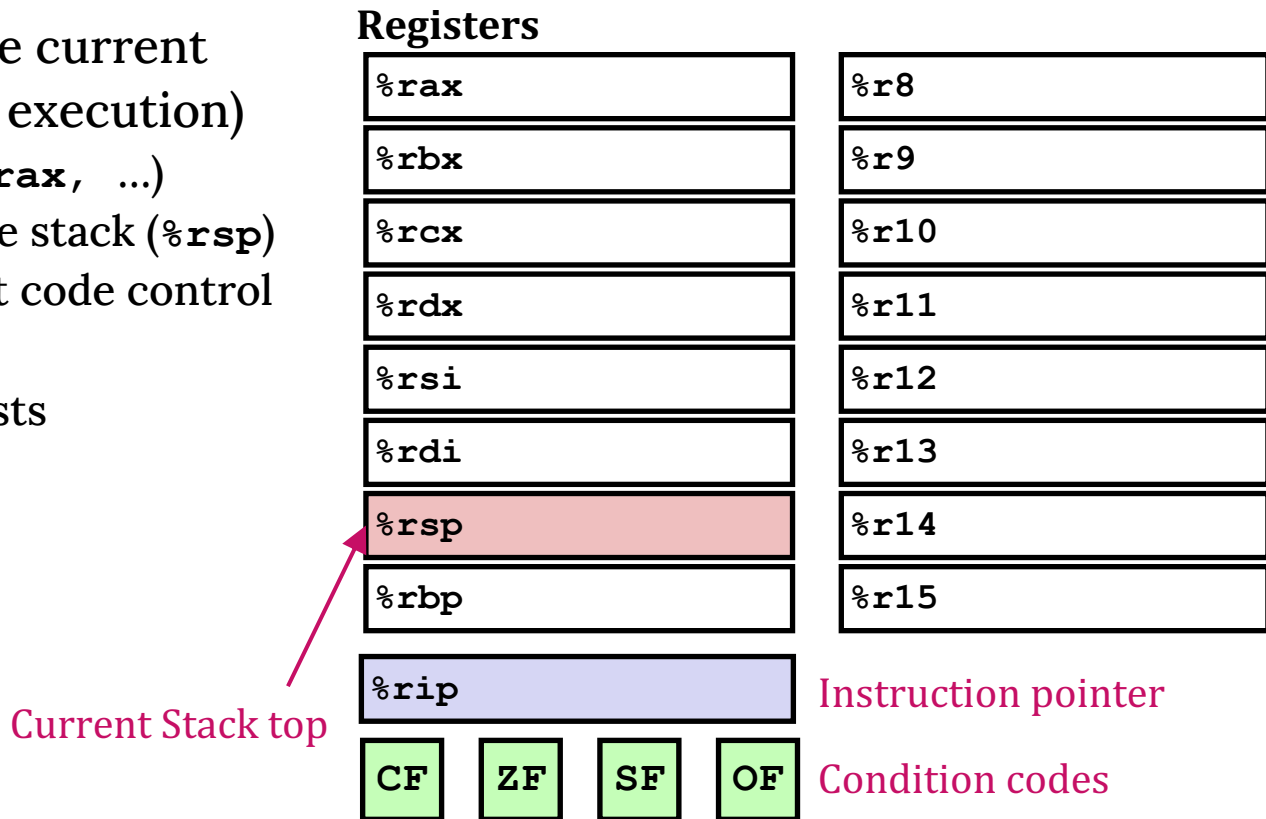 e current
execution)
rax, ...)
e stack (%rsp)
t code control
sts
Registers
%rax
%rbx
%rcx
%rdx
%rsi
%rdi
%rsp
%rbp
%r8
%r9
%r10
%r11
%r12
%r13
%r14
%r15
%rip
Instruction pointer
Current Stack top
CF ZF SF OF
Condition codes